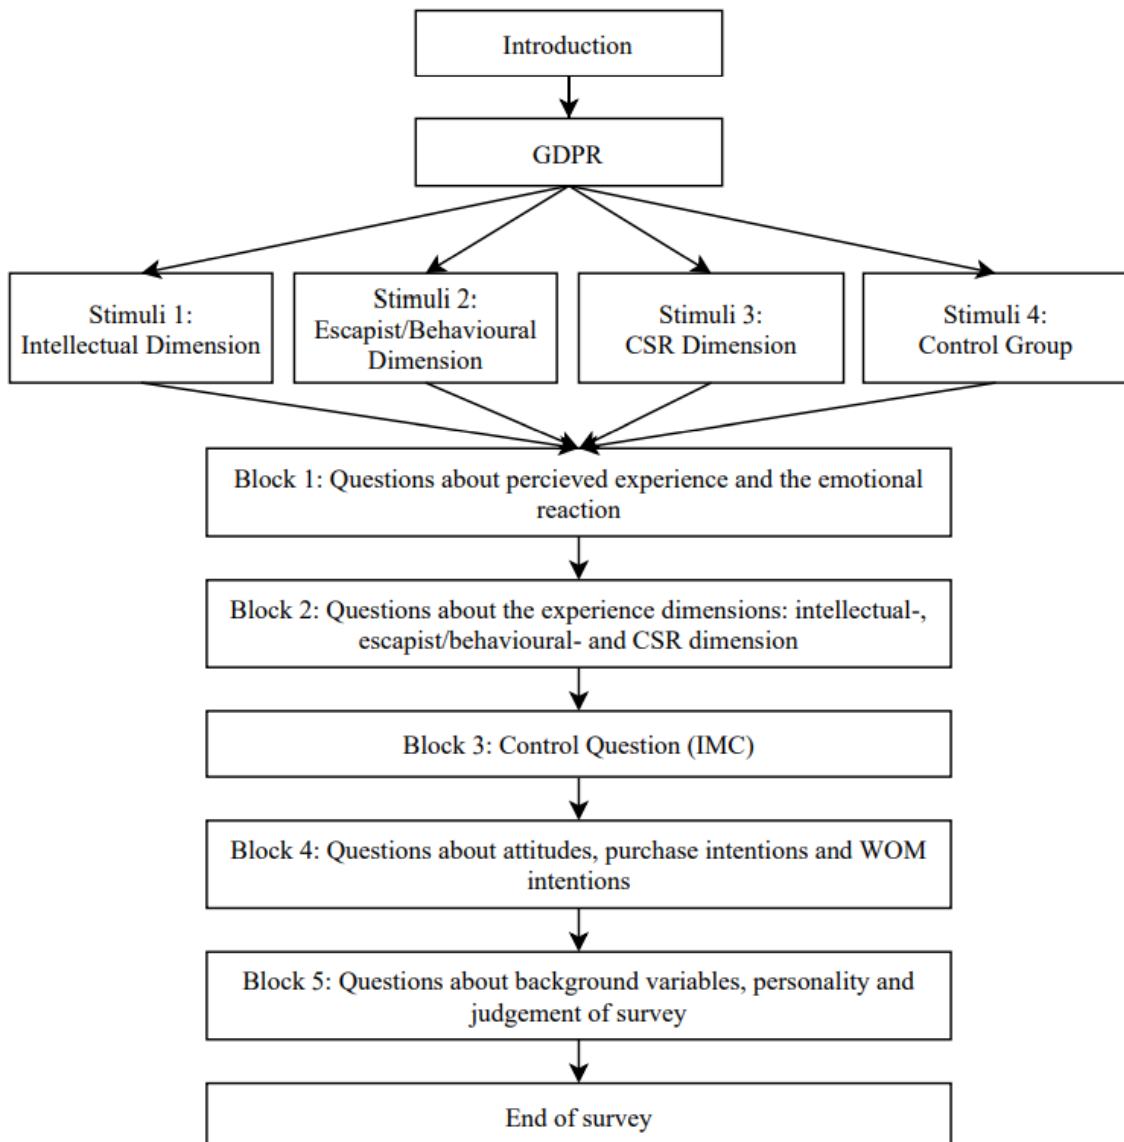 Introduction
GDPR
Stimuli 1:
Intellectual Dimension
Stimuli 2:
Escapist/Behavioural
Dimension
Stimuli 3:
CSR Dimension
Stimuli 4:
Control Group
Block 1: Questions about percieved experience and the emotional
reaction
Block 2: Questions about the experience dimensions: intellectual-,
escapist/behavioural- and CSR dimension
Block 3: Control Question (IMC)
Block 4: Questions about attitudes, purchase intentions and WOM
intentions
Block 5: Questions about background variables, personality and
judgement of survey
End of survey